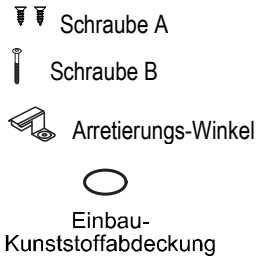 Schraube A
Schraube B
Arretierungs-Winkel
Einbau-
Kunststoffabdeckung